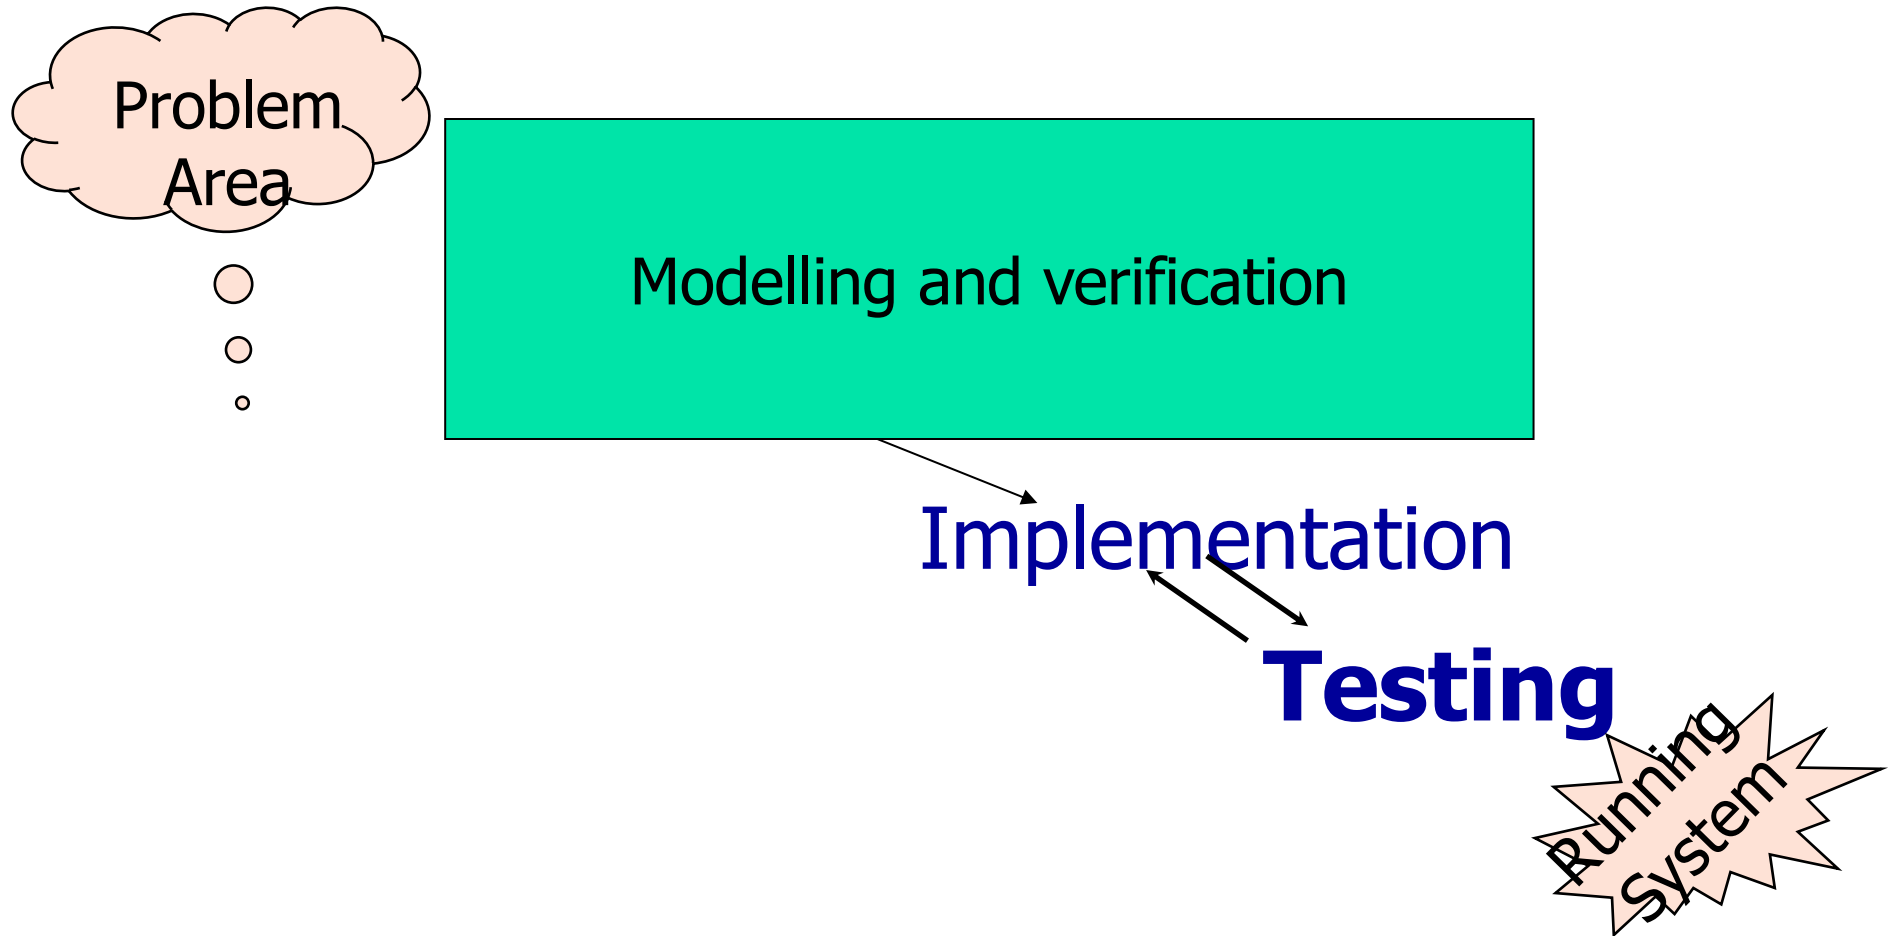 Problem
Area
Modelling and verification
Implementation
Testing
Running
System